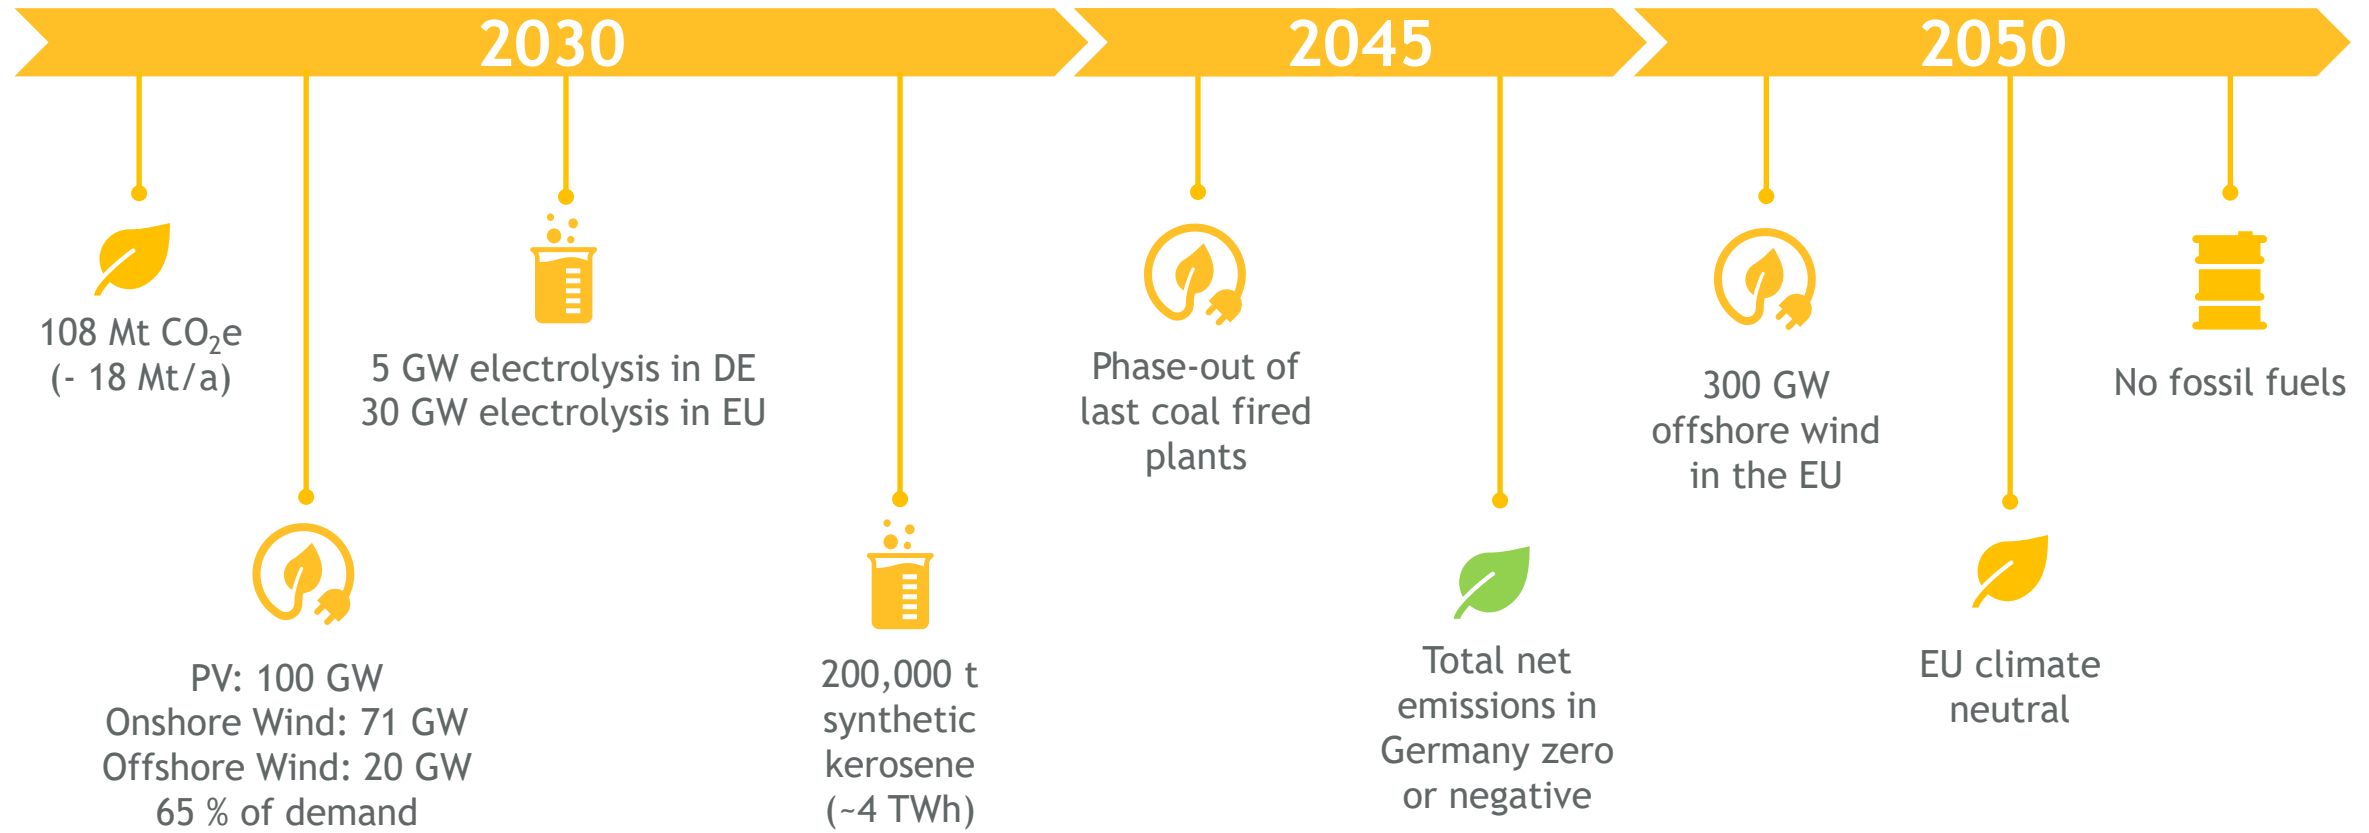 2030
2045
2050
108 Mt CO₂e
(- 18 Mt/a)
PV: 100 GW
Onshore Wind: 71 GW
Offshore Wind: 20 GW
65 % of demand
5 GW electrolysis in DE
30 GW electrolysis in EU
200,000 t
synthetic
kerosene
(~4 TWh)
Phase-out of
last coal fired
plants
Total net
emissions in
Germany zero
or negative
300 GW
offshore wind
in the EU
EU climate
neutral
No fossil fuels